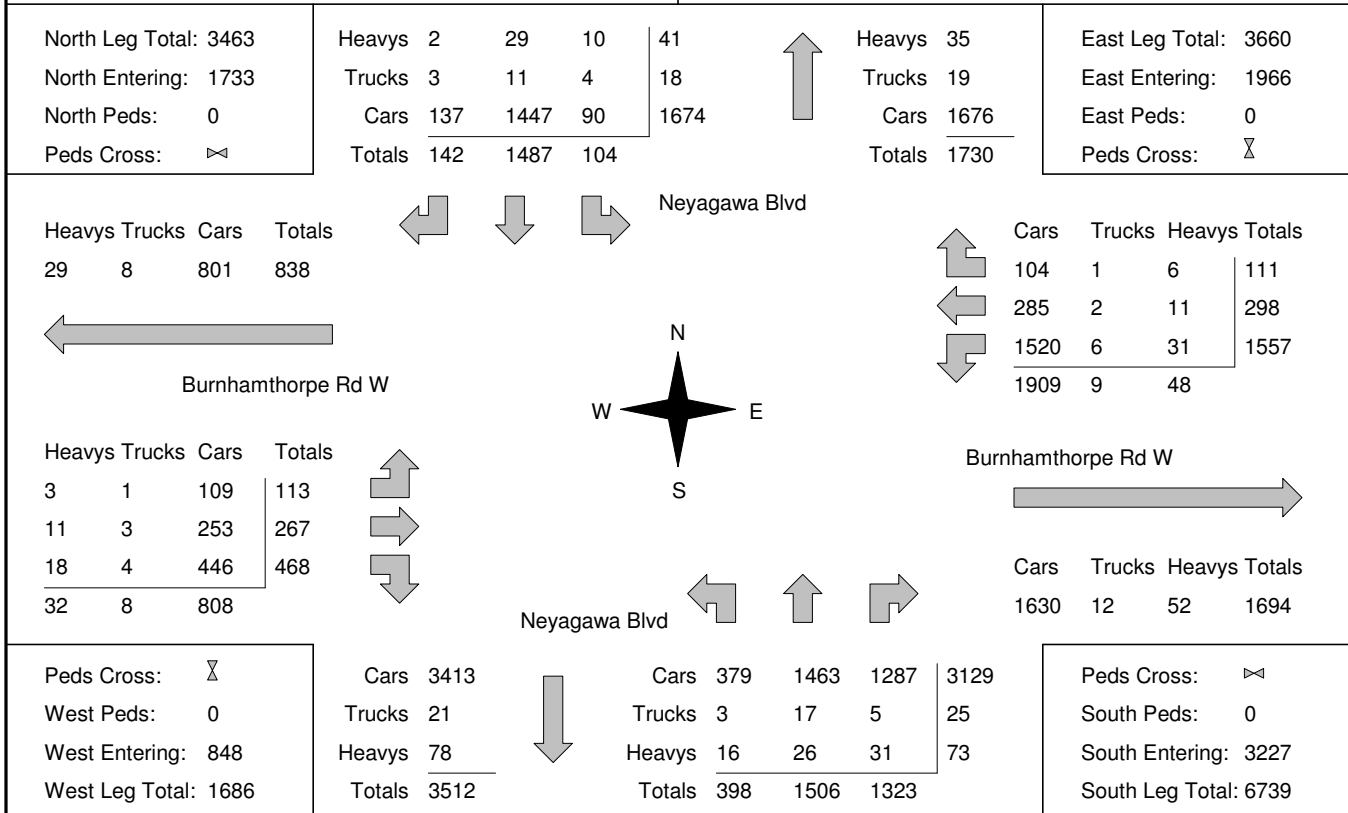 North Leg Total: 3463
North Entering: 1733
North Peds: 0
Peds Cross:
Heavys 2 29 10 41
Trucks 3 11 4 18
Cars 137 1447 90 1674
Totals 142 1487 104
Heavys 35
Trucks 19
Cars 1676
Totals 1730
East Leg Total: 3660
East Entering: 1966
East Peds: 0
Peds Cross:
Neyagawa Blvd
Heavys Trucks Cars Totals
29 8 801 838
Cars Trucks Heavys Totals
104 1 6 111
285 2 11 298
1520 6 31 1557
1909 9 48
Burnhamthorpe Rd W
N
W E
S
Heavys Trucks Cars Totals
3 1 109 113
11 3 253 267
18 4 446 468
32 8 808
Burnhamthorpe Rd W
Cars Trucks Heavys Totals
1630 12 52 1694
Neyagawa Blvd
Peds Cross:
West Peds: 0
West Entering: 848
West Leg Total: 1686
Cars 3413
Trucks 21
Heavys 78
Totals 3512
Cars 379 1463 1287 3129
Trucks 3 17 5 25
Heavys 16 26 31 73
Totals 398 1506 1323
Peds Cross:
South Peds: 0
South Entering: 3227
South Leg Total: 6739